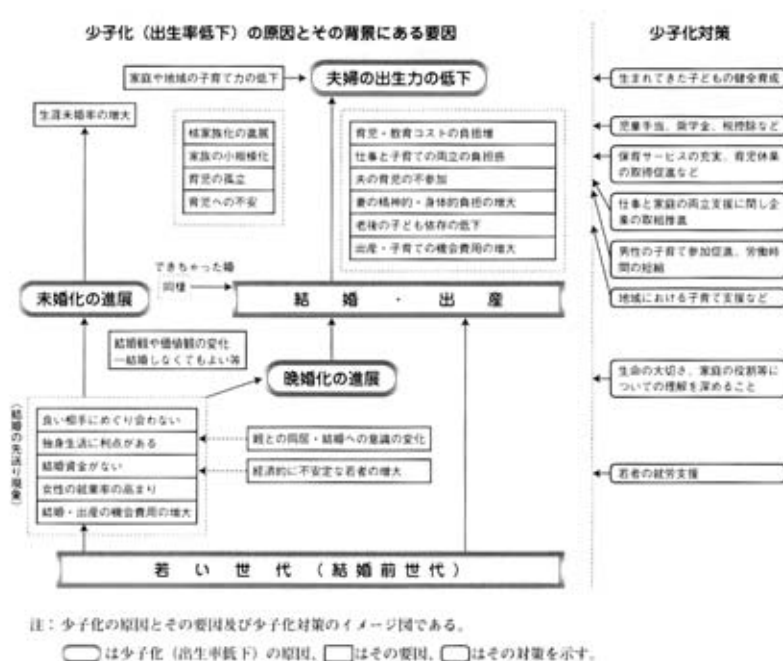 少子化（出生率低下）の原因とその背景にある要因
少子化対策
家庭や地域の子育て力の低下
夫婦の出生力の低下
生まれてきた子どもの健全育成
生涯未婚率の増大
核家族化の進展
家族の小規模化
育児の孤立
育児への不安
育児・教育コストの負担増
仕事と子育ての両立の負担感
夫の育児の不参加
妻の精神的・身体的負担の増大
老後の子ども依存の低下
出産・子育ての機会費用の増大
児童手当、奨学金、税控除など
保育サービスの充実、育児休業
の取得促進など
仕事と家庭の両立支援に関し企
業の取組推進
男性の子育て参加促進、労働時
間の短縮
地域における子育て支援など
できちゃった婚
同様
未婚化の進展
結婚・出産
結婚観や価値観の変化
―結婚しなくてもよい等
晩婚化の進展
生命の大切さ、家庭の役割等に
ついての理解を深めること
（結婚の先送り現象）
良い相手にめぐり会わない
独身生活に利点がある
結婚資金がない
女性の就業率の高まり
結婚・出産の機会費用の増大
親との同居・結婚への意識の変化
経済的に不安定な若者の増大
若者の就労支援
若い世代（結婚前世代）
注：少子化の原因とその要因及び少子化対策のイメージ図である。
は少子化（出生率低下）の原因、はその要因、はその対策を示す。